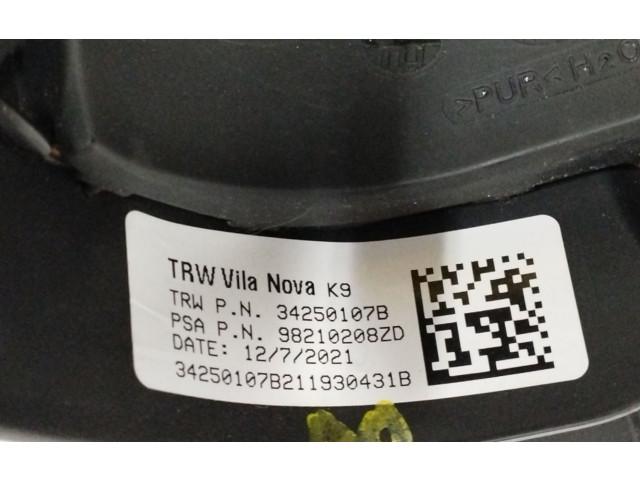 >PUR< H2O
TRW Vila Nova K9
TRW P.N. 34250107B
PSA P.N. 98210208ZD
DATE: 12/7/2021
34250107B211930431B